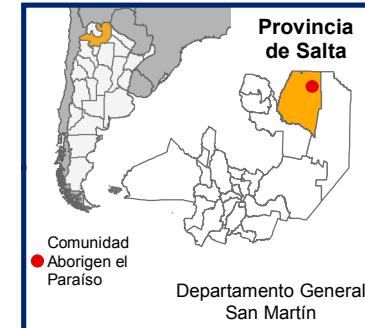 Provincia
de Salta
Comunidad
Aborigen el
Paraíso
Departamento General
San Martín